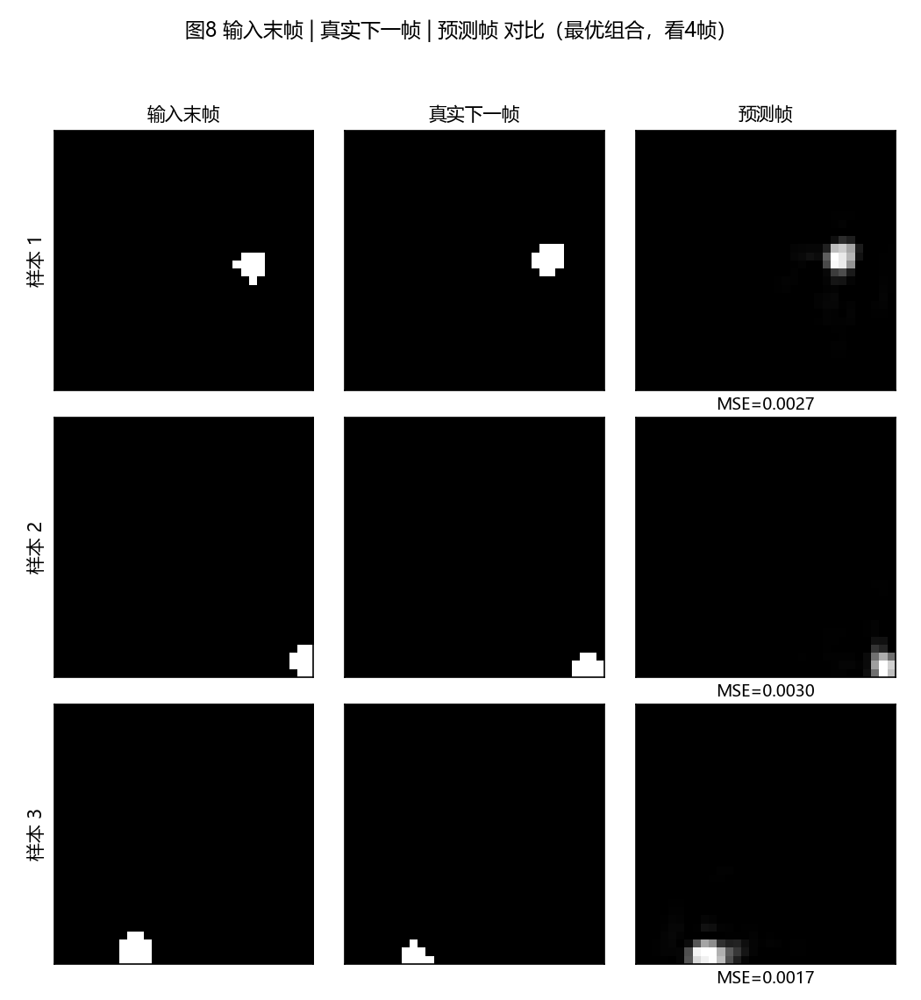 图8 输入末帧 | 真实下一帧 | 预测帧 对比（最优组合，看4帧）
输入末帧
真实下一帧
预测帧
样本 1
MSE=0.0027
样本 2
MSE=0.0030
样本 3
MSE=0.0017